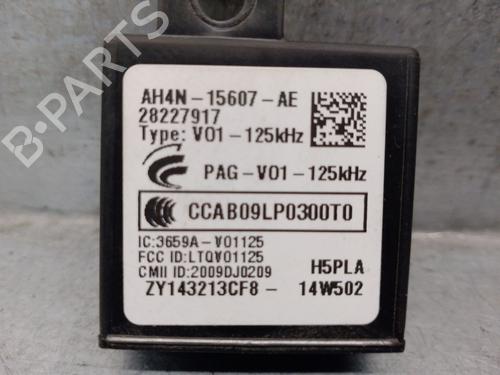 B-PARTS
AH4N-15607-AE
28227917
Type: V01-125kHz
PAG-V01-125kHz
CCAB09LP0300T0
IC:3659A-V01125
FCC ID:LTQV01125
CMII ID:2009DJ0209
H5PLA
ZY143213CF8 - 14W502